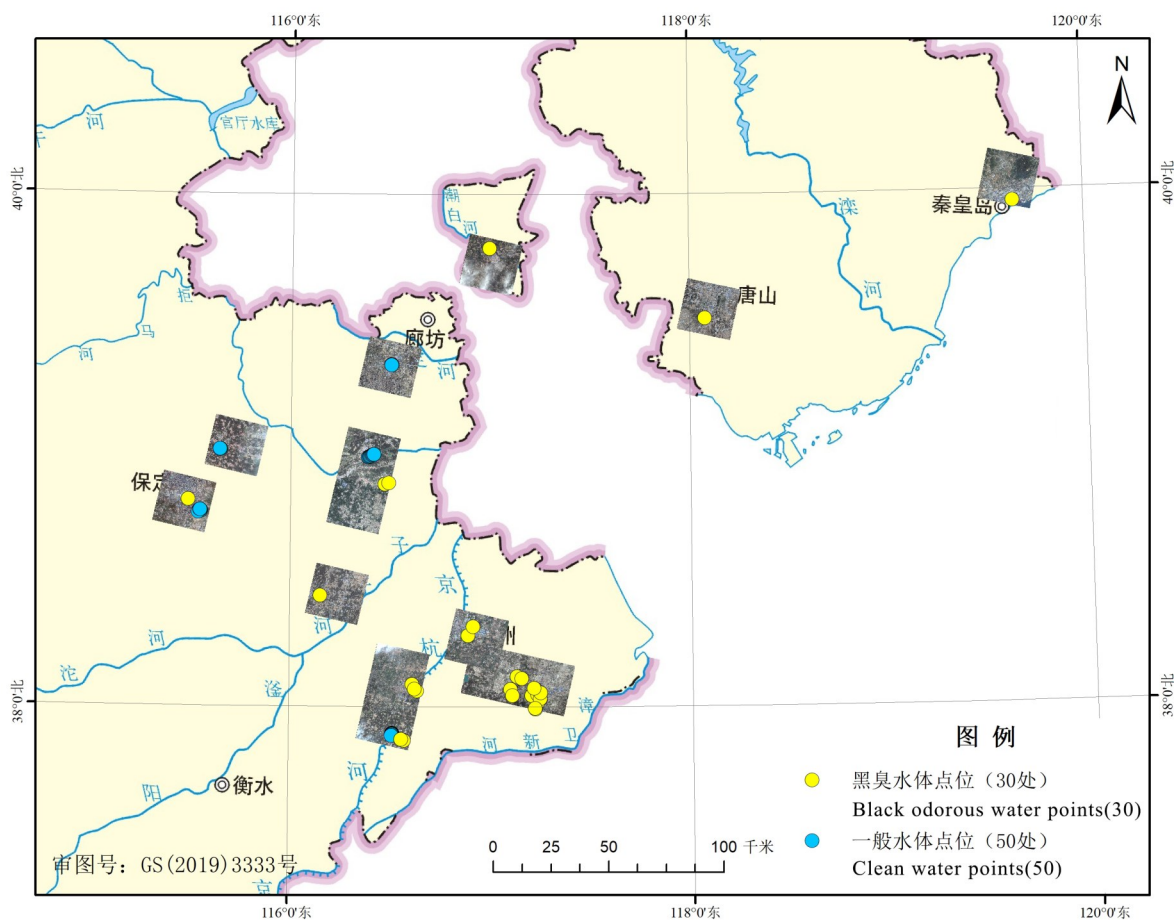 116°0′东
118°0′东
120°0′东
N
河
官厅水库
40°0′北
40°0′北
潮
白
河
滦
河
秦皇岛
唐山
拒
马
河
廊坊
河
保定
子
京
河
杭
州
沱
河
滏
38°0′北
38°0′北
漳
卫
新
河
河
阳
衡水
京
图 例
黑臭水体点位（30处）
Black odorous water points(30)
一般水体点位（50处）
Clean water points(50)
0 25 50 100 千米
审图号：GS(2019)3333号
116°0′东
118°0′东
120°0′东